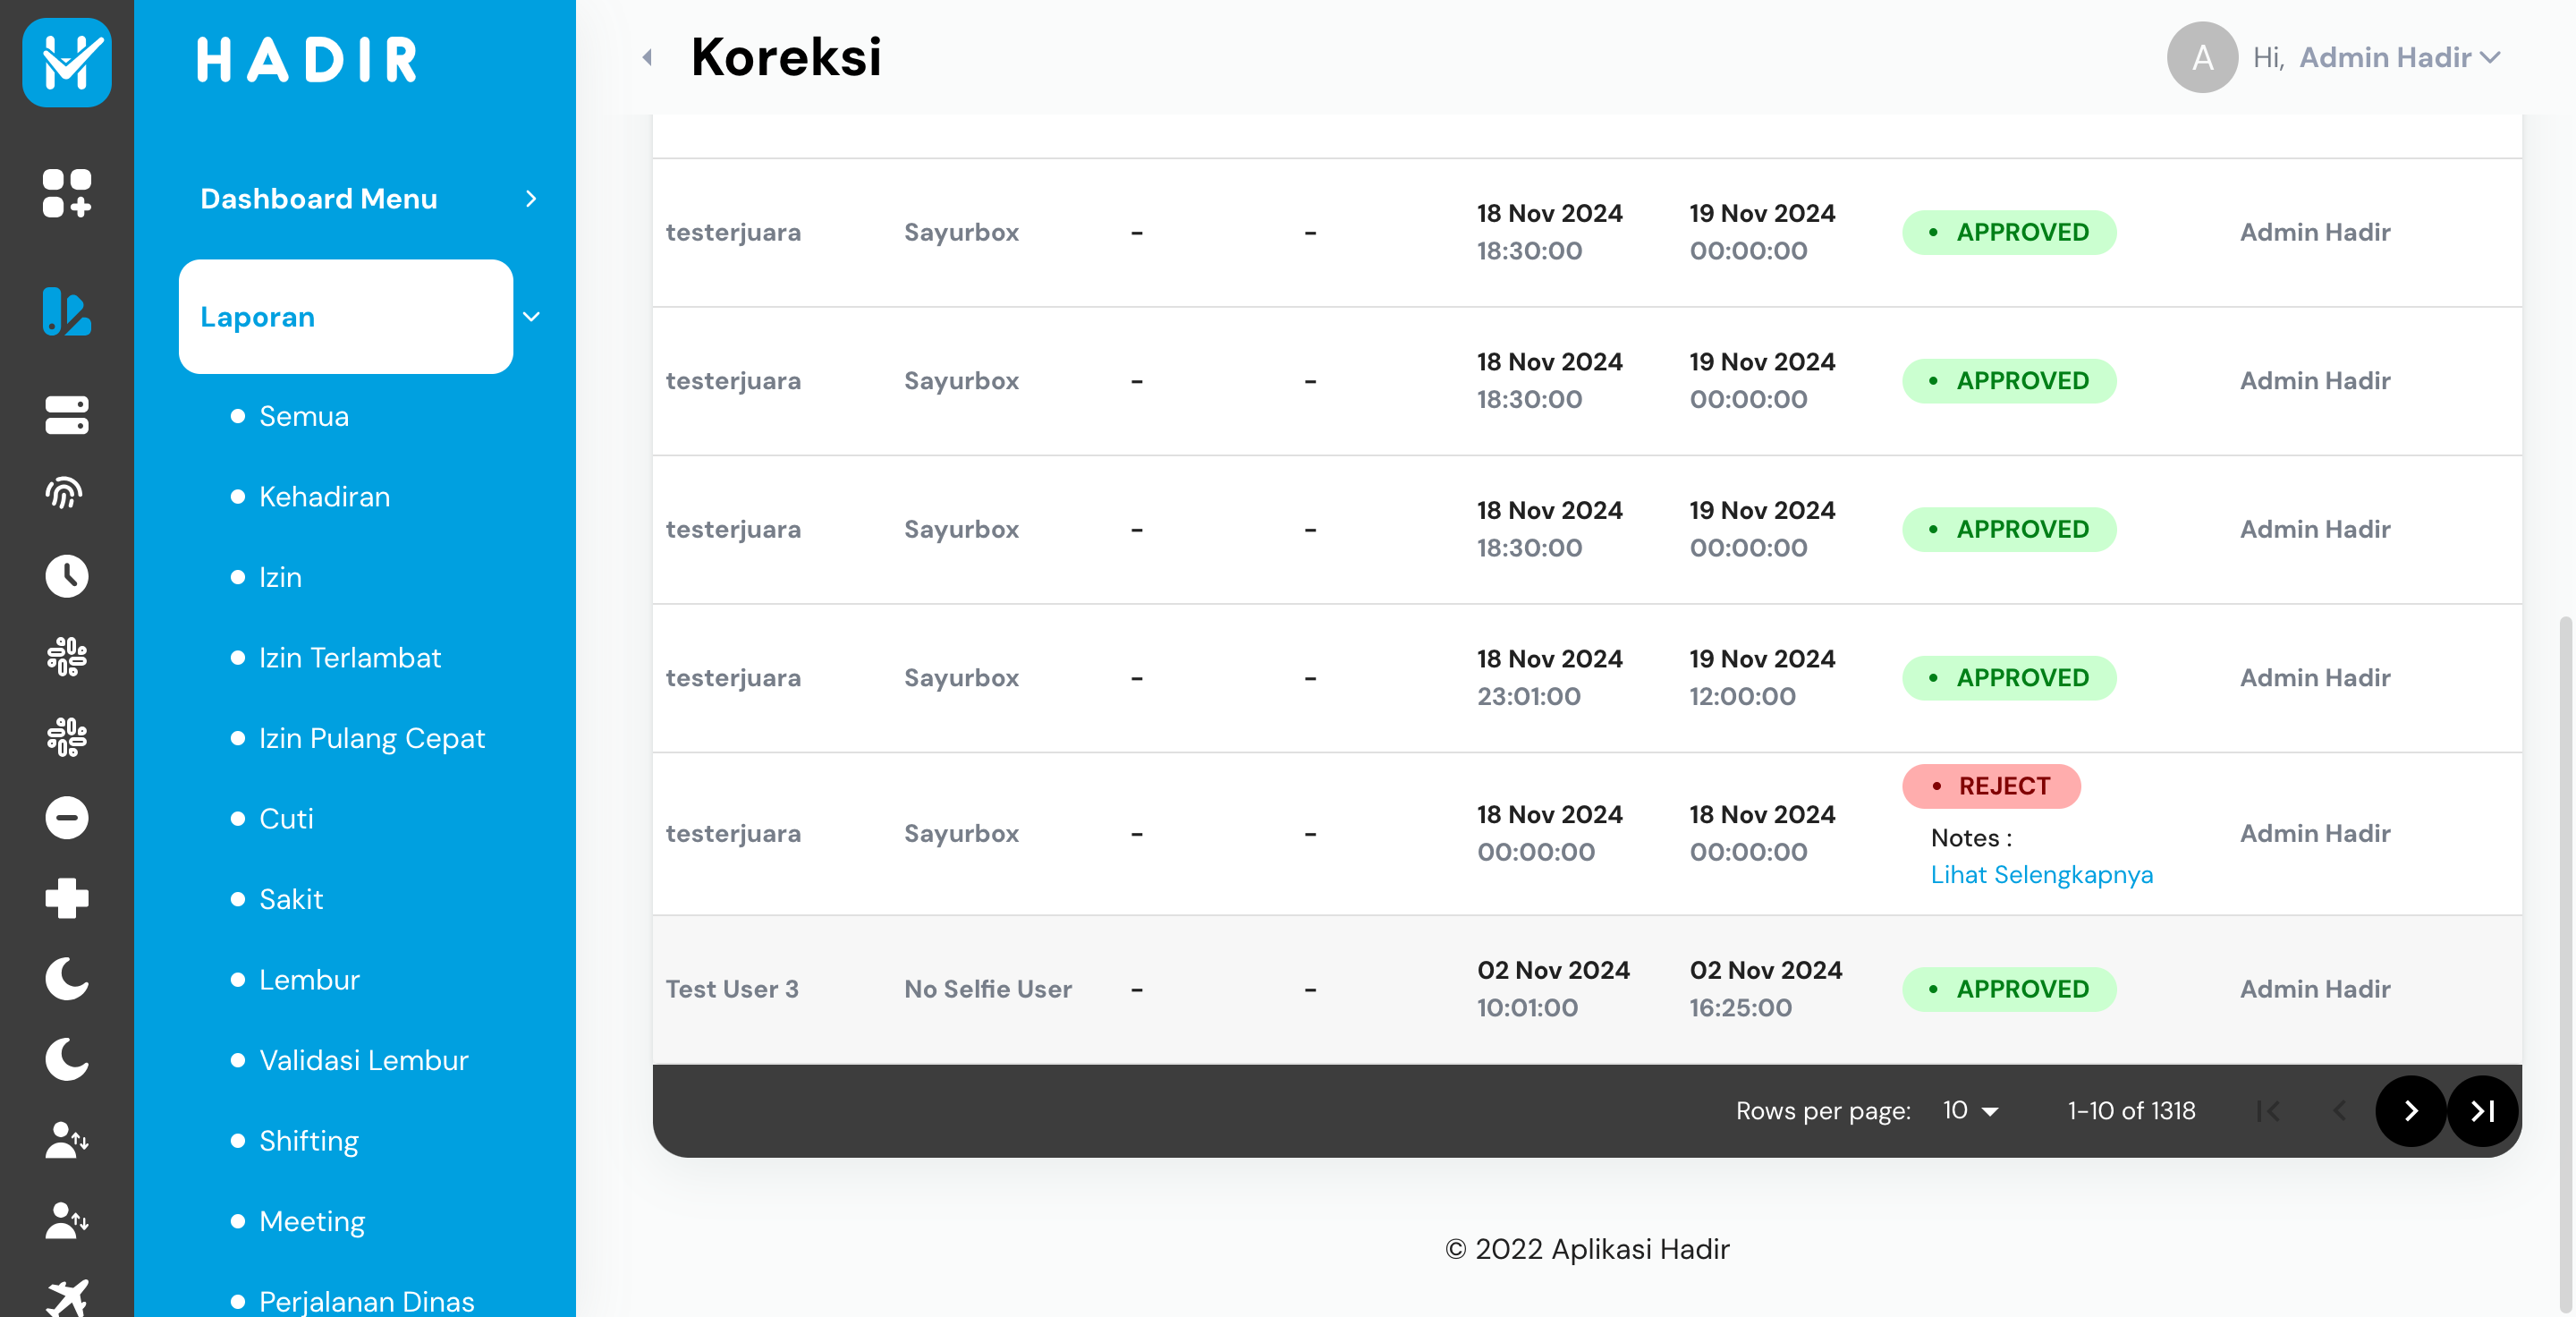 HADIR
Koreksi
A
Hi, Admin Hadir
Dashboard Menu
Laporan
Semua
Kehadiran
Izin
Izin Terlambat
Izin Pulang Cepat
Cuti
Sakit
Lembur
Validasi Lembur
Shifting
Meeting
Perjalanan Dinas
testerjuara Sayurbox - - 18 Nov 2024 19 Nov 2024 • APPROVED Admin Hadir
18:30:00 00:00:00
testerjuara Sayurbox - - 18 Nov 2024 19 Nov 2024 • APPROVED Admin Hadir
18:30:00 00:00:00
testerjuara Sayurbox - - 18 Nov 2024 19 Nov 2024 • APPROVED Admin Hadir
18:30:00 00:00:00
testerjuara Sayurbox - - 18 Nov 2024 19 Nov 2024 • APPROVED Admin Hadir
23:01:00 12:00:00
testerjuara Sayurbox - - 18 Nov 2024 18 Nov 2024 • REJECT Admin Hadir
00:00:00 00:00:00
Notes :
Lihat Selengkapnya
Test User 3 No Selfie User - - 02 Nov 2024 02 Nov 2024 • APPROVED Admin Hadir
10:01:00 16:25:00
Rows per page: 10 1-10 of 1318
© 2022 Aplikasi Hadir